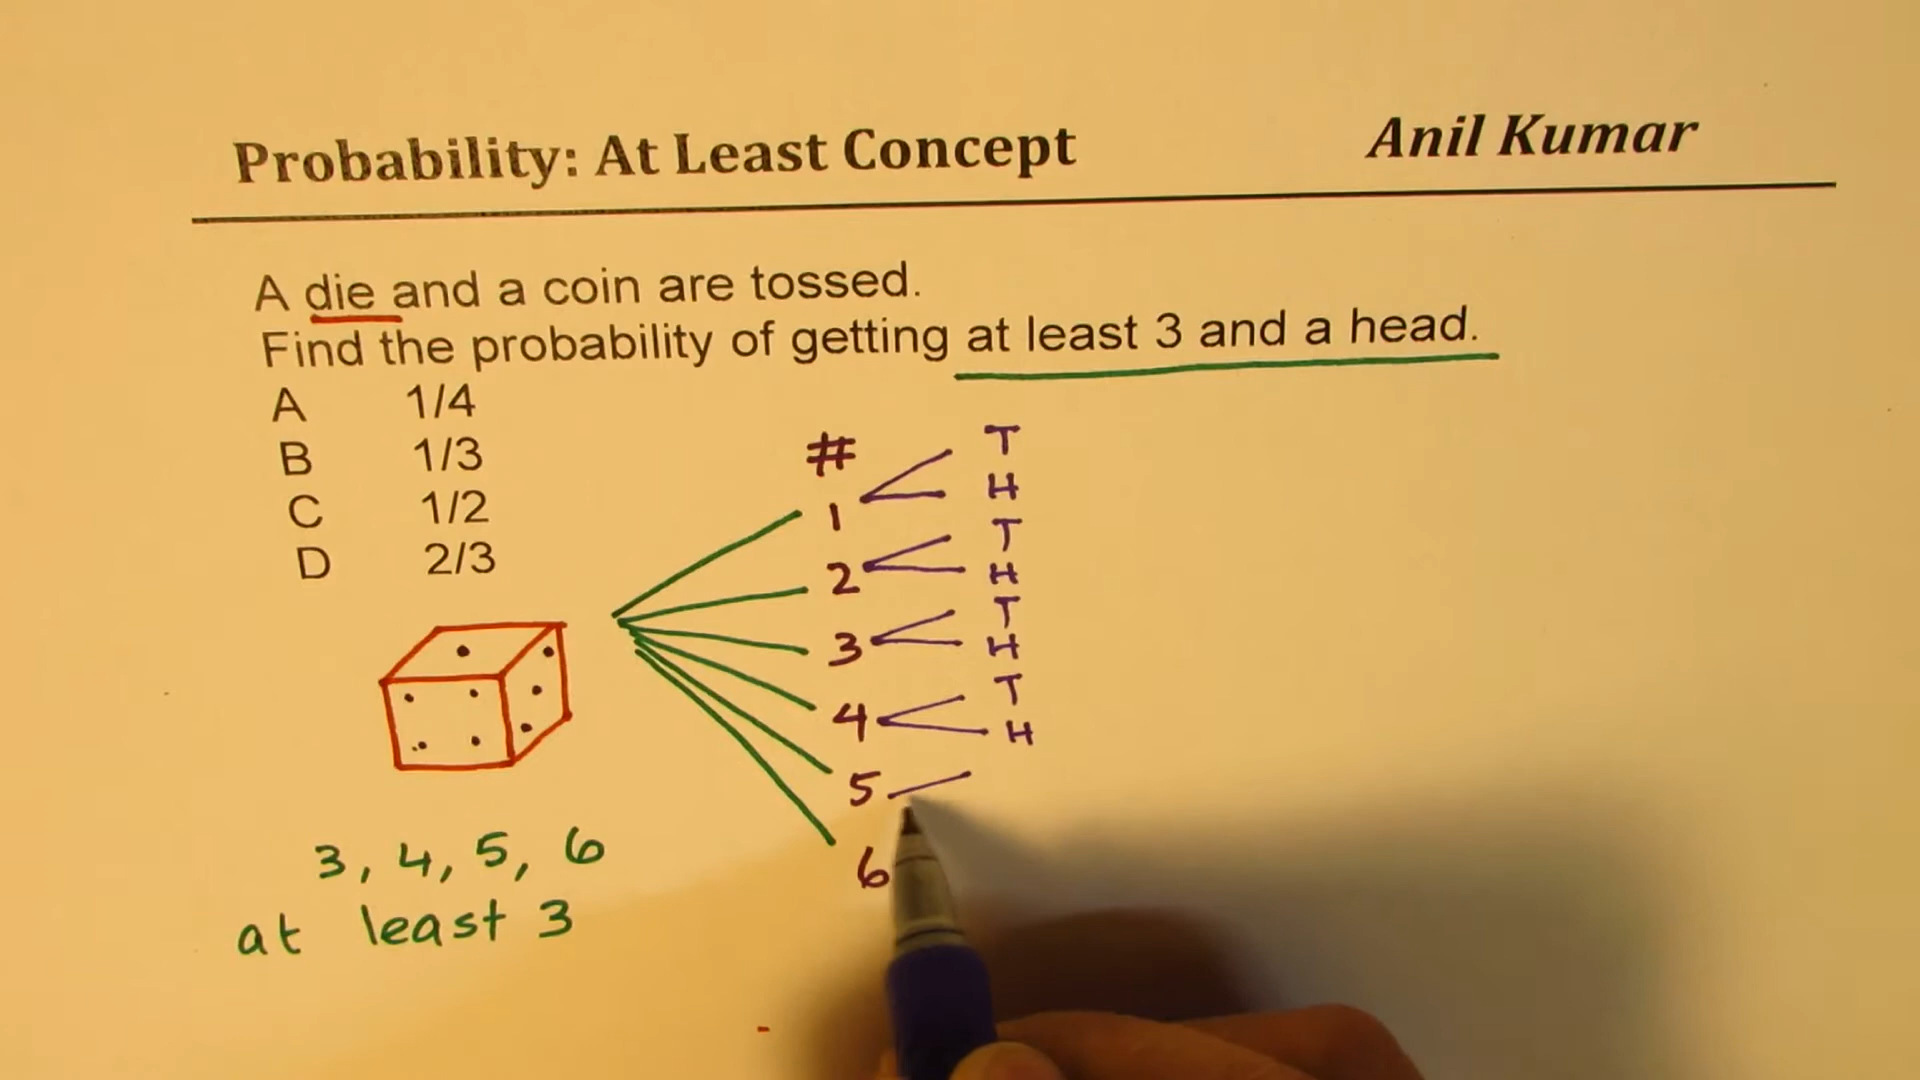 Probability: At Least Concept
Anil Kumar
A die and a coin are tossed.
Find the probability of getting at least 3 and a head.
A 1/4
B 1/3
C 1/2
D 2/3
#
T
H
1
T
H
2
T
H
3
T
H
4
5
6
3, 4, 5, 6
at least 3